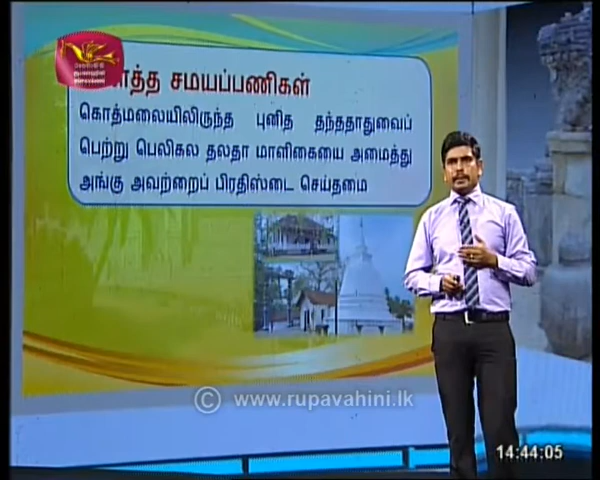 சமயப்பணிகள்
கொத்மலையிலிருந்த புனித தந்ததாதுவைப்
பெற்று பெலிகல தலதா மாளிகையை அமைத்து
அங்கு அவற்றைப் பிரதிஸ்டை செய்தமை
© www.rupavahini.lk
14:44:05